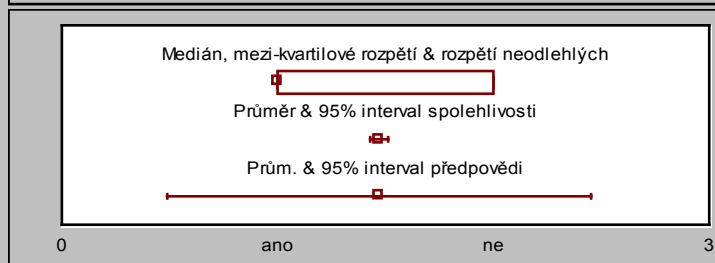 Medián, mezi-kvartilové rozpětí & rozpětí neodlehlých
Průměr & 95% interval spolehlivosti
Prům. & 95% interval předpovědi
0 ano ne 3